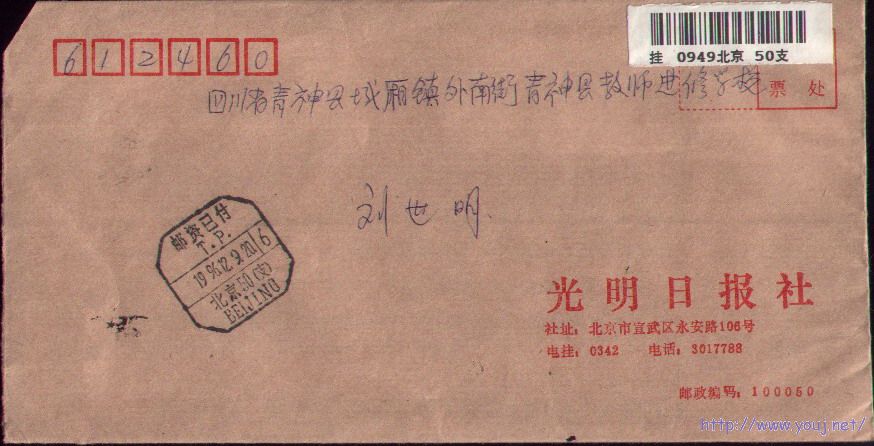 挂 0949北京 50支
612460
票处
四川省青神县城厢镇外南街青神县教师进修学校
刘世明
邮资已付
T.P.
1996.12.9.20 6
北京50(支)
BEIJING
光明日报社
社址：北京市宣武区永安路106号
电挂：0342 电话：3017788
邮政编码：100050
http://www.youj.net/